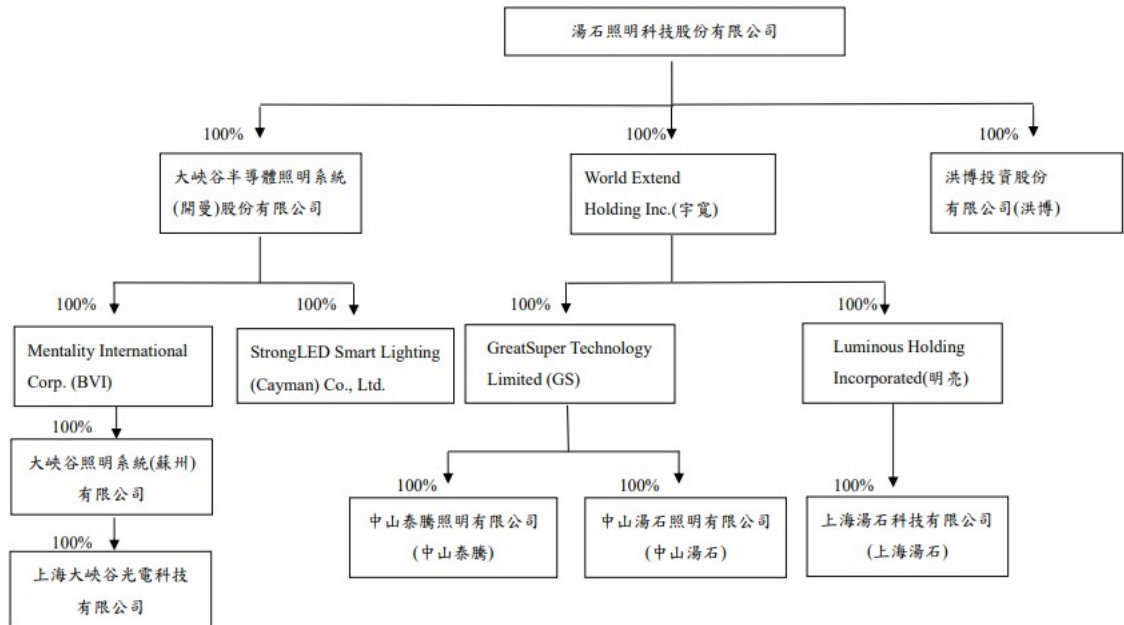 湯石照明科技股份有限公司
100%
100%
100%
大峽谷半導體照明系統
(開曼)股份有限公司
World Extend
Holding Inc.(宇寬)
洪博投資股份
有限公司(洪博)
100%
100%
100%
100%
Mentality International
Corp. (BVI)
StrongLED Smart Lighting
(Cayman) Co., Ltd.
GreatSuper Technology
Limited (GS)
Luminous Holding
Incorporated(明亮)
100%
大峽谷照明系統(蘇州)
有限公司
100%
100%
100%
中山泰騰照明有限公司
(中山泰騰)
中山湯石照明有限公司
(中山湯石)
上海湯石科技有限公司
(上海湯石)
100%
上海大峽谷光電科技
有限公司